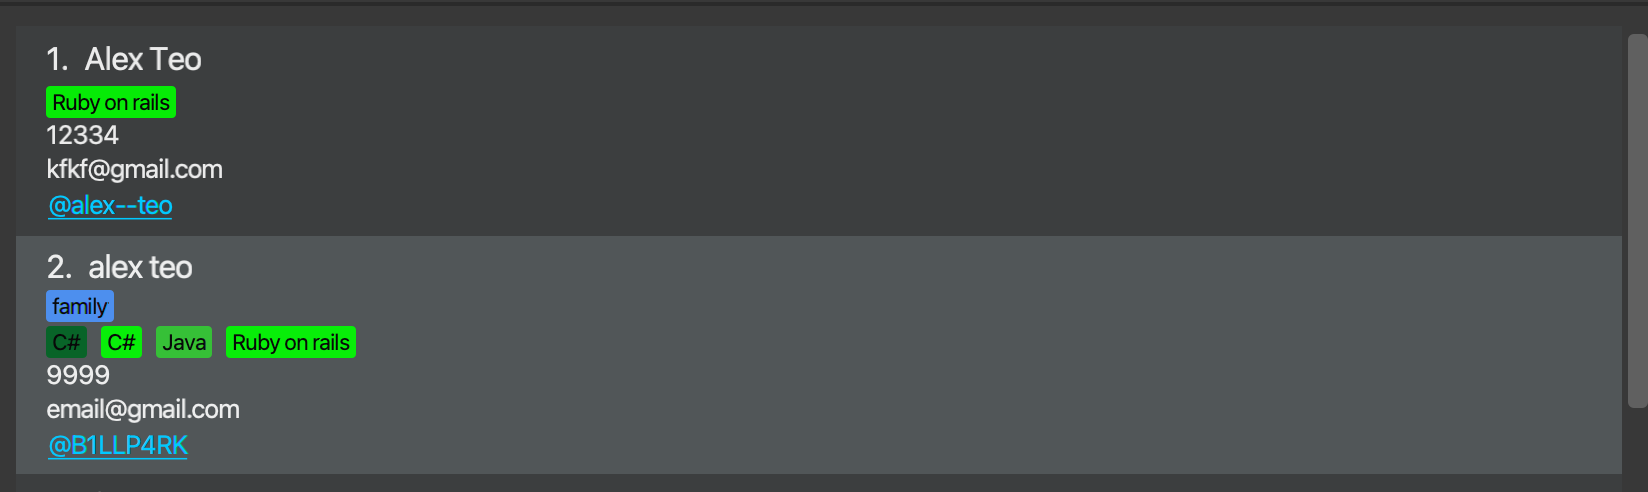 1. Alex Teo
Ruby on rails
12334
kfkf@gmail.com
@alex--teo
2. alex teo
family
C# C# Java Ruby on rails
9999
email@gmail.com
@B1LLP4RK